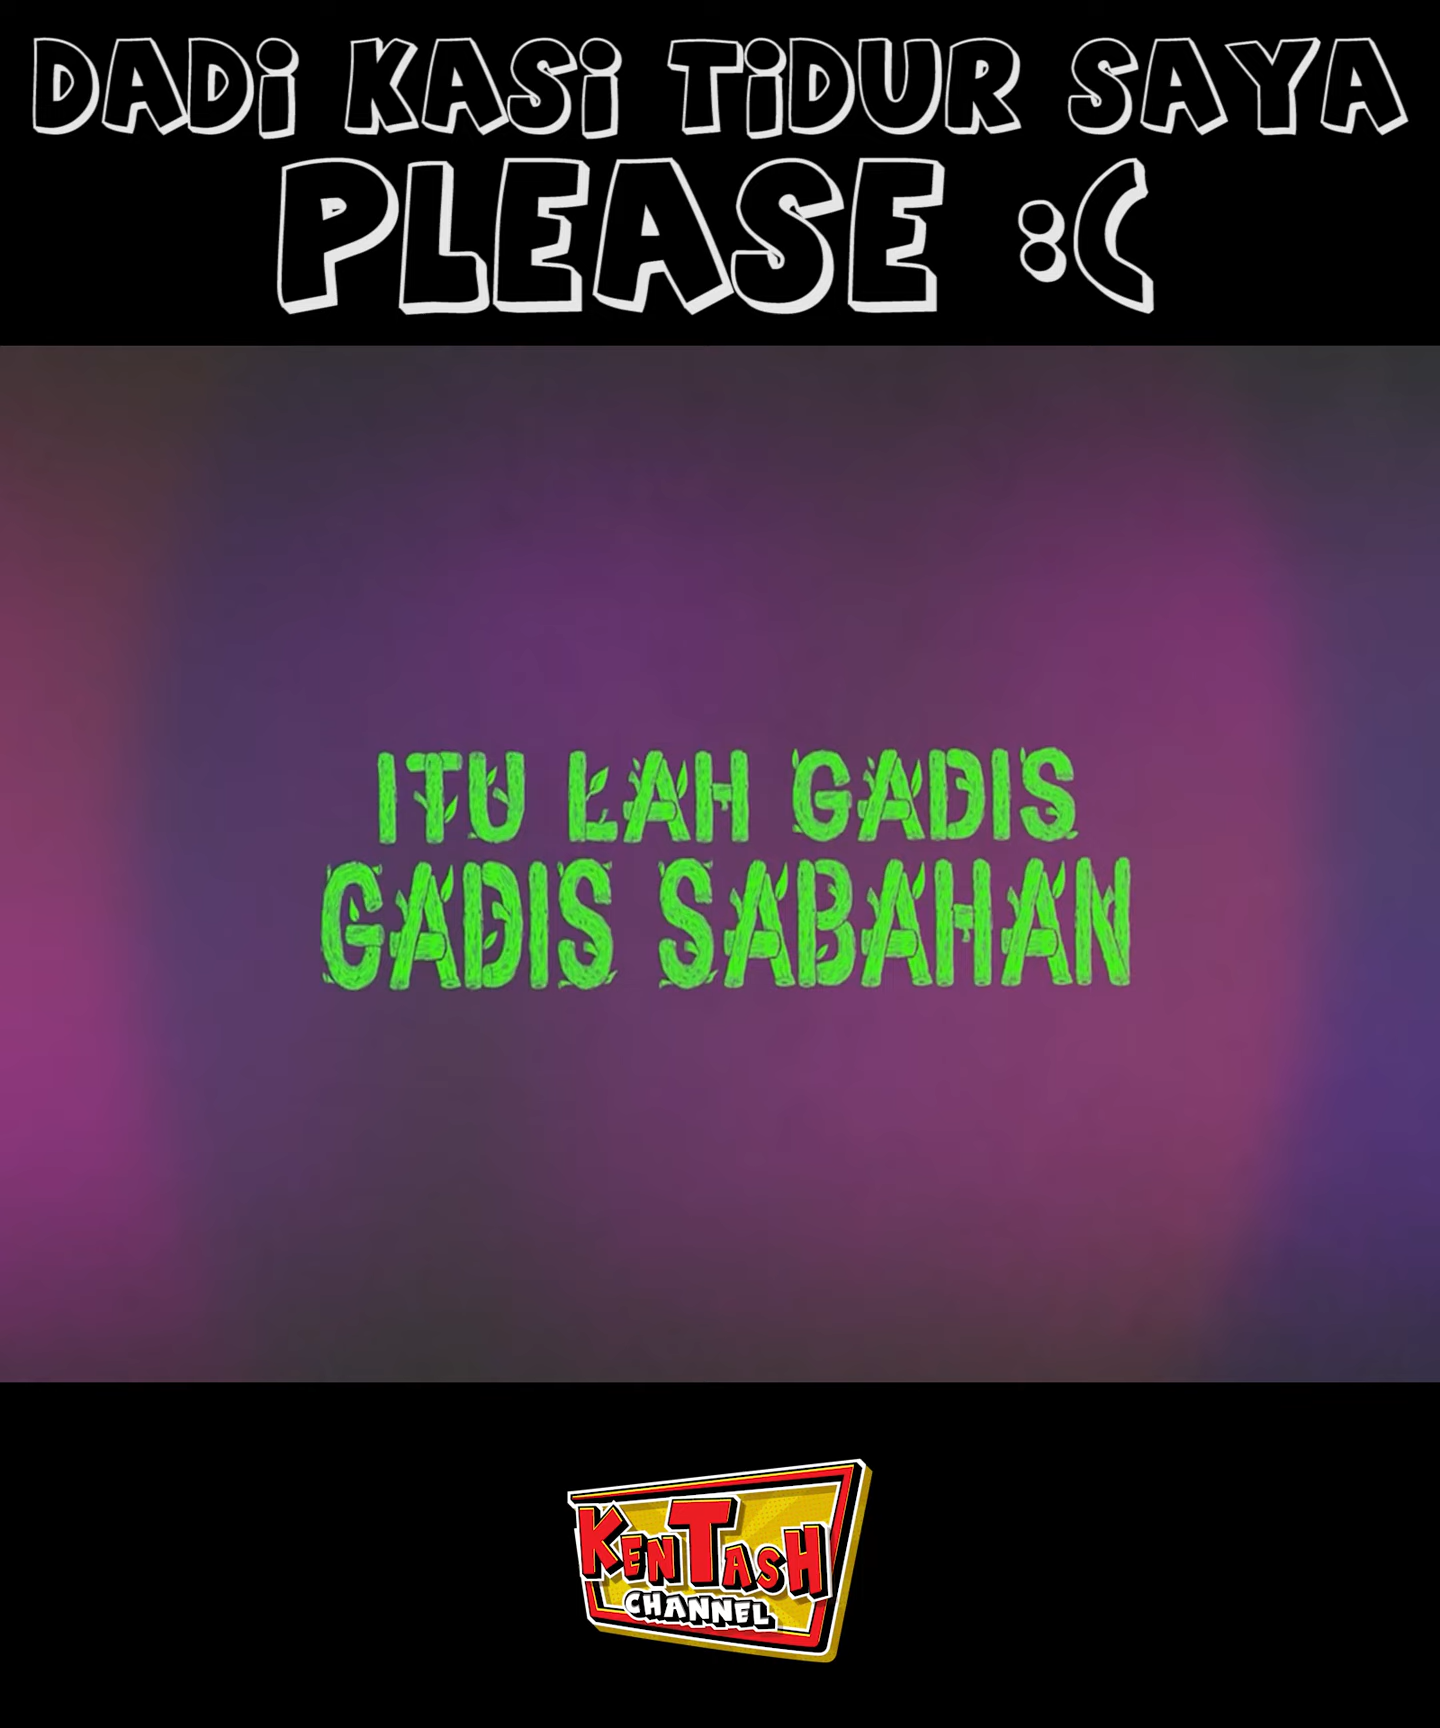 DADi KASi TiDUR SAYA
PLEASE :(
ITU LAH GADIS
GADIS SABAHAN
KENTASH
CHANNEL